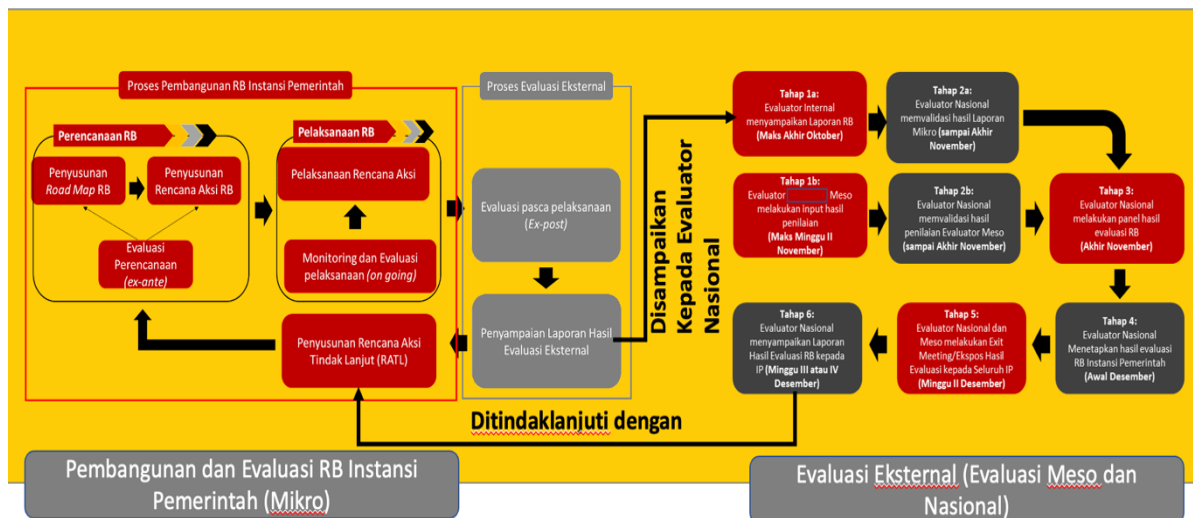 Proses Pembangunan RB Instansi Pemerintah
Perencanaan RB
Penyusunan
Road Map RB
Penyusunan
Rencana Aksi RB
Evaluasi
Perencanaan
(ex-ante)
Pelaksanaan RB
Pelaksanaan Rencana Aksi
Monitoring dan Evaluasi
pelaksanaan (on going)
Penyusunan Rencana Aksi
Tindak Lanjut (RATL)
Proses Evaluasi Eksternal
Evaluasi pasca pelaksanaan
(Ex-post)
Penyampaian Laporan Hasil
Evaluasi Eksternal
Disampaikan
Kepada Evaluator
Nasional
Tahap 1a:
Evaluator Internal
menyampaikan Laporan RB
(Maks Akhir Oktober)
Tahap 2a:
Evaluator Nasional
memvalidasi hasil Laporan
Mikro (sampai Akhir
November)
Tahap 1b:
Evaluator Meso
melakukan input hasil
penilaian
(Maks Minggu II
November)
Tahap 2b:
Evaluator Nasional
memvalidasi hasil
penilaian Evaluator Meso
(sampai Akhir November)
Tahap 3:
Evaluator Nasional
melakukan panel hasil
evaluasi RB
(Akhir November)
Tahap 6:
Evaluator Nasional
menyampaikan Laporan
Hasil Evaluasi RB kepada
IP (Minggu III atau IV
Desember)
Tahap 5:
Evaluator Nasional dan
Meso melakukan Exit
Meeting/Ekspos Hasil
Evaluasi kepada Seluruh IP
(Minggu II Desember)
Tahap 4:
Evaluator Nasional
Menetapkan hasil evaluasi
RB Instansi Pemerintah
(Awal Desember)
Ditindaklanjuti dengan
Pembangunan dan Evaluasi RB Instansi
Pemerintah (Mikro)
Evaluasi Eksternal (Evaluasi Meso dan
Nasional)